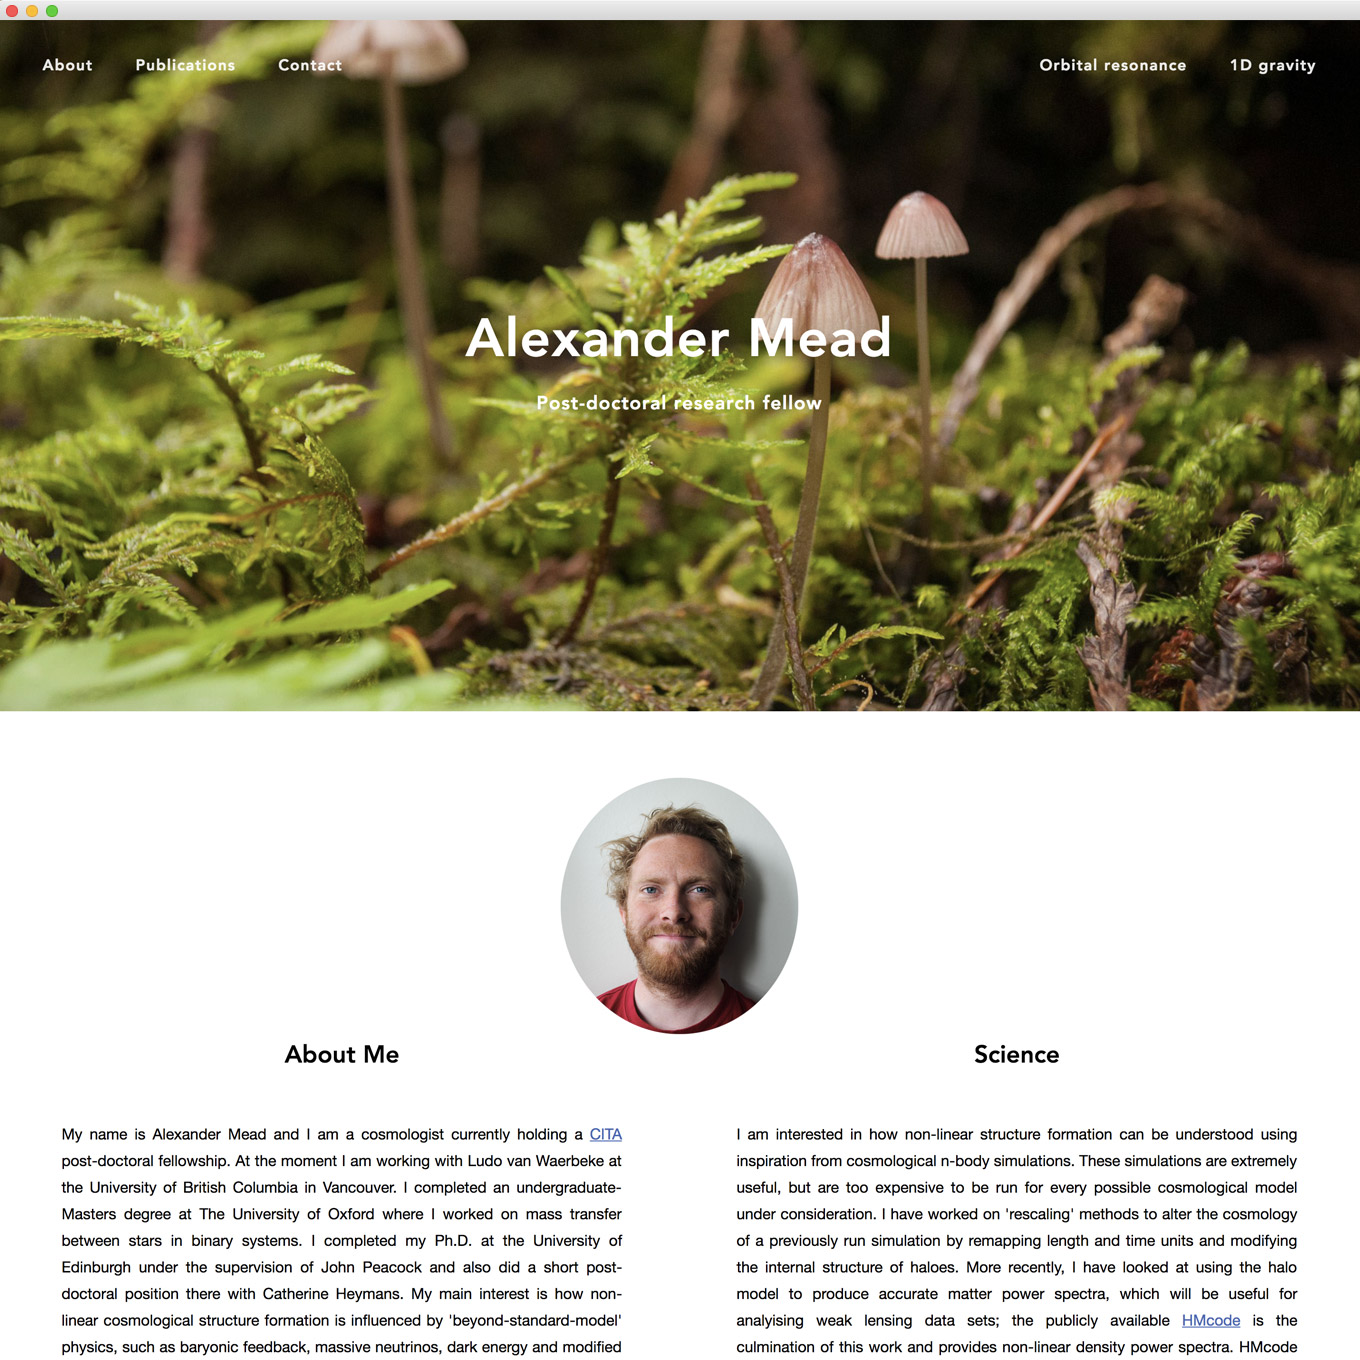 About Publications Contact Orbital resonance 1D gravity
Alexander Mead
Post-doctoral research fellow
About Me
My name is Alexander Mead and I am a cosmologist currently holding a CITA
post-doctoral fellowship. At the moment I am working with Ludo van Waerbeke at
the University of British Columbia in Vancouver. I completed an undergraduate-
Masters degree at The University of Oxford where I worked on mass transfer
between stars in binary systems. I completed my Ph.D. at the University of
Edinburgh under the supervision of John Peacock and also did a short post-
doctoral position there with Catherine Heymans. My main interest is how non-
linear cosmological structure formation is influenced by 'beyond-standard-model'
physics, such as baryonic feedback, massive neutrinos, dark energy and modified
Science
I am interested in how non-linear structure formation can be understood using
inspiration from cosmological n-body simulations. These simulations are extremely
useful, but are too expensive to be run for every possible cosmological model
under consideration. I have worked on 'rescaling' methods to alter the cosmology
of a previously run simulation by remapping length and time units and modifying
the internal structure of haloes. More recently, I have looked at using the halo
model to produce accurate matter power spectra, which will be useful for
analysing weak lensing data sets; the publicly available HMcode is the
culmination of this work and provides non-linear density power spectra. HMcode